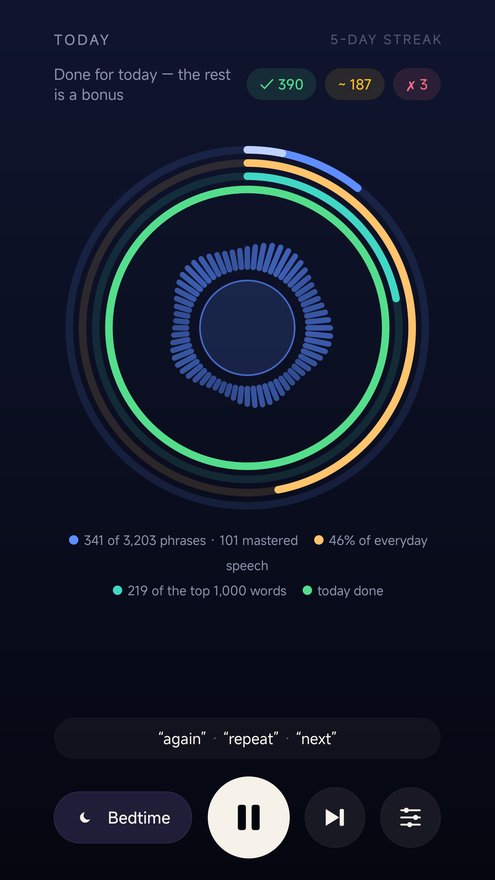 TODAY
5-DAY STREAK
Done for today — the rest
is a bonus
✓ 390
~ 187
✗ 3
341 of 3,203 phrases · 101 mastered
46% of everyday
speech
219 of the top 1,000 words
today done
“again” · “repeat” · “next”
Bedtime